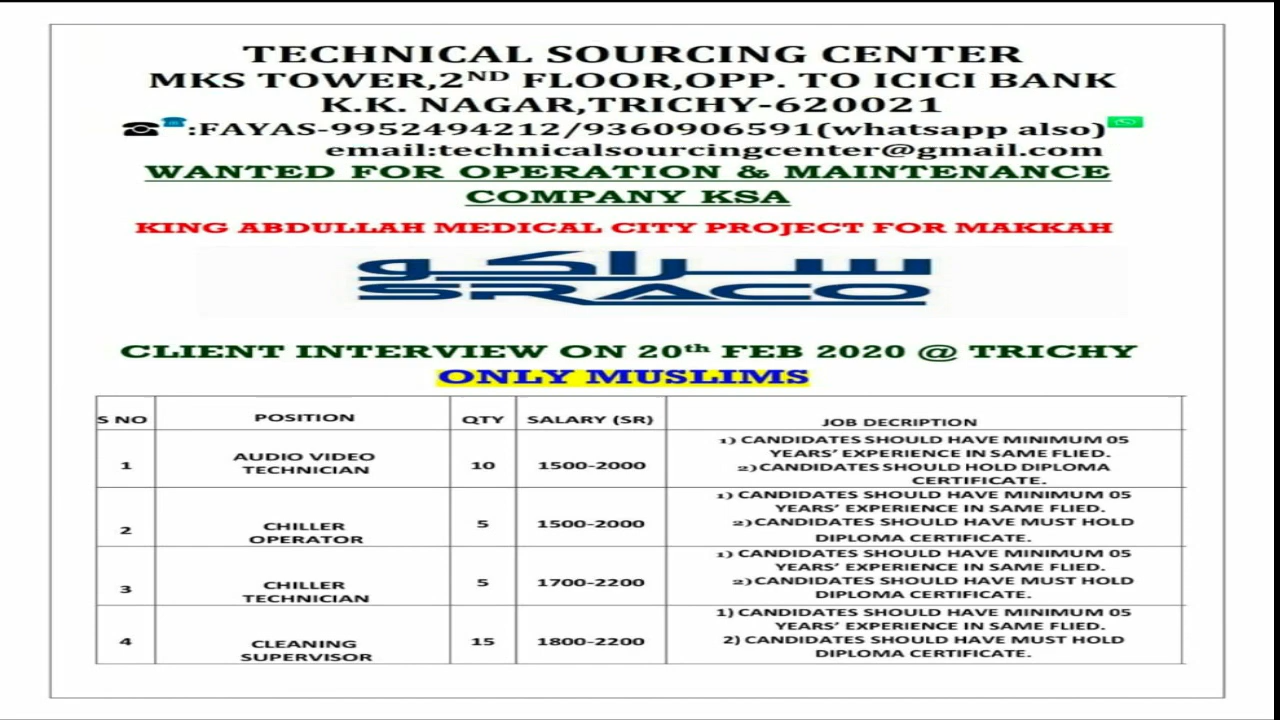 TECHNICAL SOURCING CENTER
MKS TOWER,2ND FLOOR,OPP. TO ICICI BANK
K.K. NAGAR,TRICHY-620021
:FAYAS-9952494212/9360906591(whatsapp also)
email:technicalsourcingcenter@gmail.com
WANTED FOR OPERATION & MAINTENANCE
COMPANY KSA
KING ABDULLAH MEDICAL CITY PROJECT FOR MAKKAH
سراكو
SRACO
CLIENT INTERVIEW ON 20th FEB 2020 @ TRICHY
ONLY MUSLIMS
S NO POSITION QTY SALARY (SR) JOB DECRIPTION
1 AUDIO VIDEO TECHNICIAN 10 1500-2000
1) CANDIDATES SHOULD HAVE MINIMUM 05
YEARS' EXPERIENCE IN SAME FLIED.
2)CANDIDATES SHOULD HOLD DIPLOMA
CERTIFICATE.
2 CHILLER OPERATOR 5 1500-2000
1) CANDIDATES SHOULD HAVE MINIMUM 05
YEARS' EXPERIENCE IN SAME FLIED.
2)CANDIDATES SHOULD HAVE MUST HOLD
DIPLOMA CERTIFICATE.
3 CHILLER TECHNICIAN 5 1700-2200
1) CANDIDATES SHOULD HAVE MINIMUM 05
YEARS' EXPERIENCE IN SAME FLIED.
2)CANDIDATES SHOULD HAVE MUST HOLD
DIPLOMA CERTIFICATE.
4 CLEANING SUPERVISOR 15 1800-2200
1) CANDIDATES SHOULD HAVE MINIMUM 05
YEARS' EXPERIENCE IN SAME FLIED.
2) CANDIDATES SHOULD HAVE MUST HOLD
DIPLOMA CERTIFICATE.